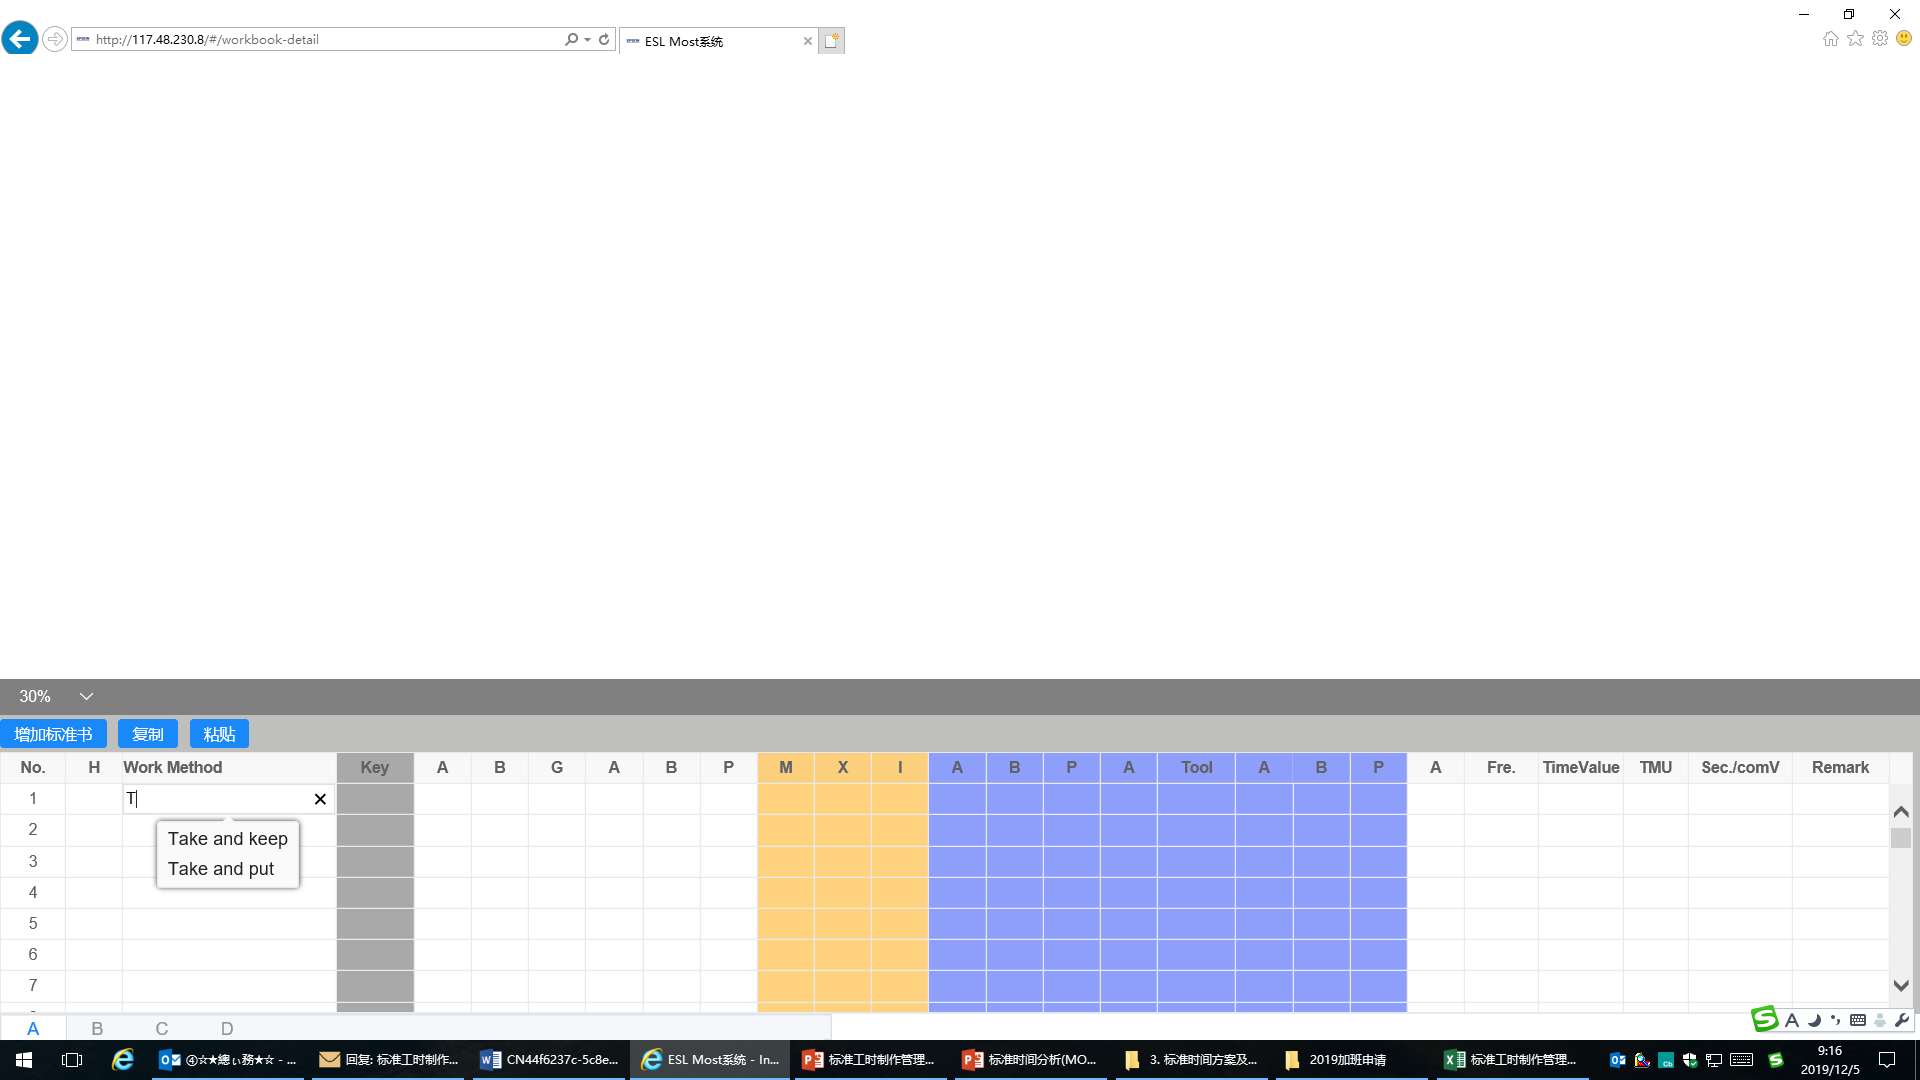 http://117.48.230.8/#/workbook-detail
ESL Most系统
30%
增加标准书 复制 粘贴
No. H Work Method Key A B G A B P M X I A B P A Tool A B P A Fre. TimeValue TMU Sec./comV Remark
1 T
2
Take and keep
3
Take and put
4
5
6
7
A B C D
④☆★總ぃ務★☆ - ... 回复: 标准工时制作... CN44f6237c-5c8e... ESL Most系统 - In... 标准工时制作管理... 标准时间分析(MO... 3. 标准时间方案及... 2019加班申请 标准工时制作管理... 9:16
2019/12/5